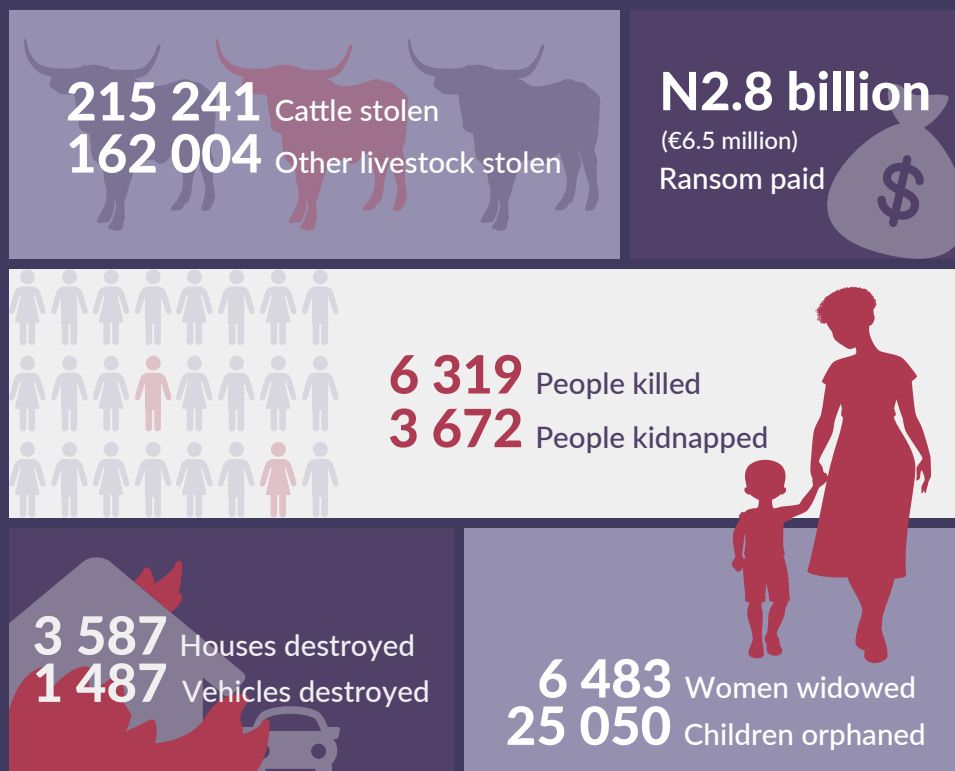 215 241 Cattle stolen
162 004 Other livestock stolen
N2.8 billion
(€6.5 million)
Ransom paid
$
6 319 People killed
3 672 People kidnapped
3 587 Houses destroyed
1 487 Vehicles destroyed
6 483 Women widowed
25 050 Children orphaned